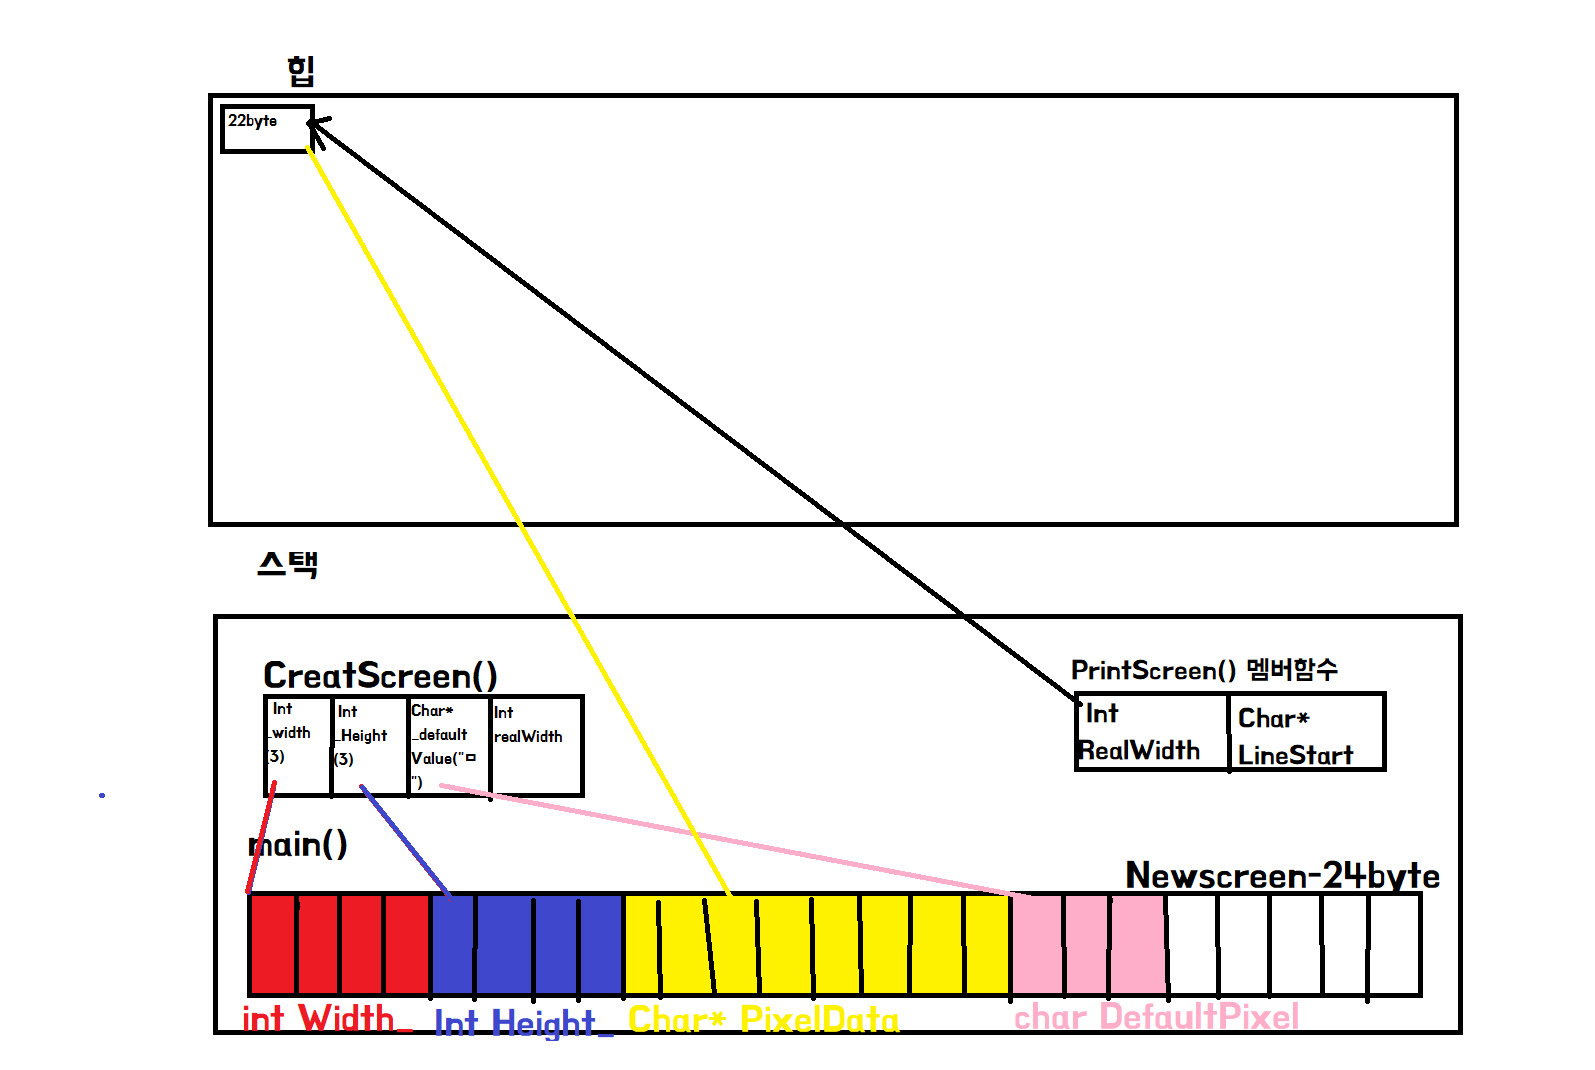 힙
22byte
스택
CreatScreen()
Int
_width
(3)
Int
_Height
(3)
Char*
_default
Value("ㅁ
")
Int
realWidth
PrintScreen() 멤버함수
Int
RealWidth
Char*
LineStart
main()
Newscreen-24byte
int Width_
Int Height_
Char* PixelData
char DefaultPixel